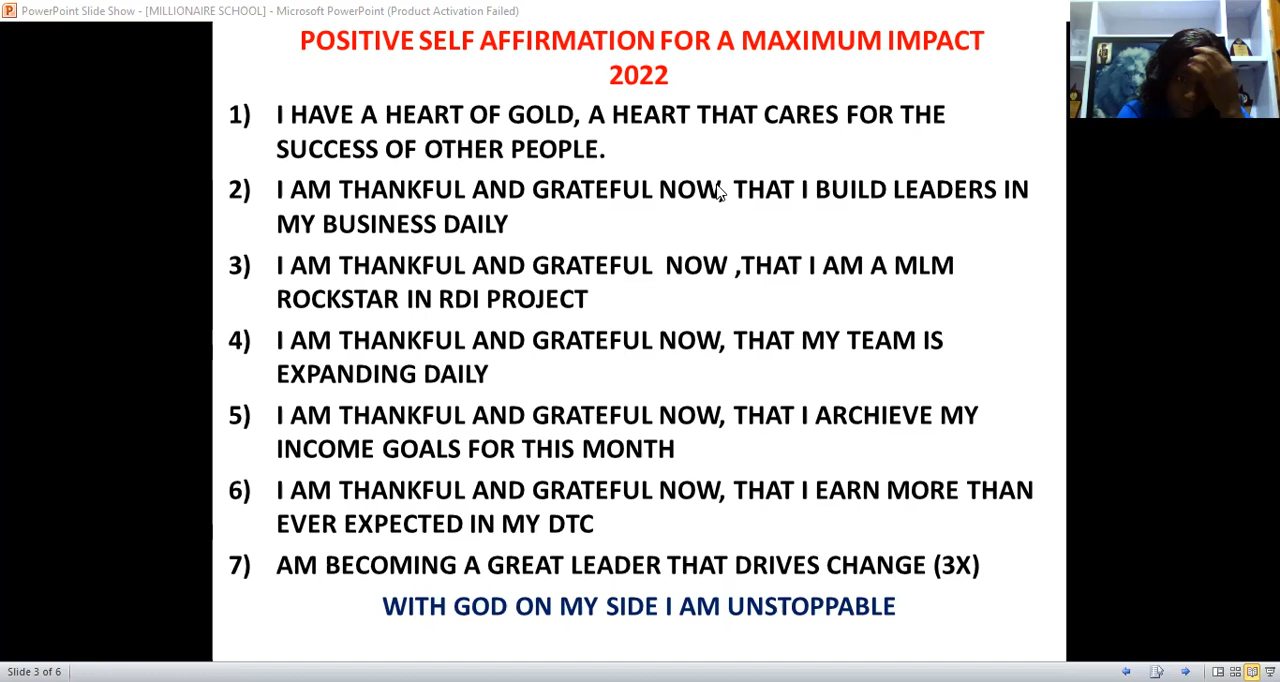 PowerPoint Slide Show - [MILLIONAIRE SCHOOL] - Microsoft PowerPoint (Product Activation Failed)
POSITIVE SELF AFFIRMATION FOR A MAXIMUM IMPACT
2022
1) I HAVE A HEART OF GOLD, A HEART THAT CARES FOR THE
SUCCESS OF OTHER PEOPLE.
2) I AM THANKFUL AND GRATEFUL NOW, THAT I BUILD LEADERS IN
MY BUSINESS DAILY
3) I AM THANKFUL AND GRATEFUL  NOW ,THAT I AM A MLM
ROCKSTAR IN RDI PROJECT
4) I AM THANKFUL AND GRATEFUL NOW, THAT MY TEAM IS
EXPANDING DAILY
5) I AM THANKFUL AND GRATEFUL NOW, THAT I ARCHIEVE MY
INCOME GOALS FOR THIS MONTH
6) I AM THANKFUL AND GRATEFUL NOW, THAT I EARN MORE THAN
EVER EXPECTED IN MY DTC
7) AM BECOMING A GREAT LEADER THAT DRIVES CHANGE (3X)
WITH GOD ON MY SIDE I AM UNSTOPPABLE
Slide 3 of 6